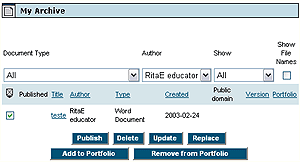 My Archive
Document Type Author Show Show File Names
All RitaE educator All
Published Title Author Type Created Public domain Version Portfolio
teste RitaE educator Word Document 2003-02-24
Publish Delete Update Replace
Add to Portfolio Remove from Portfolio